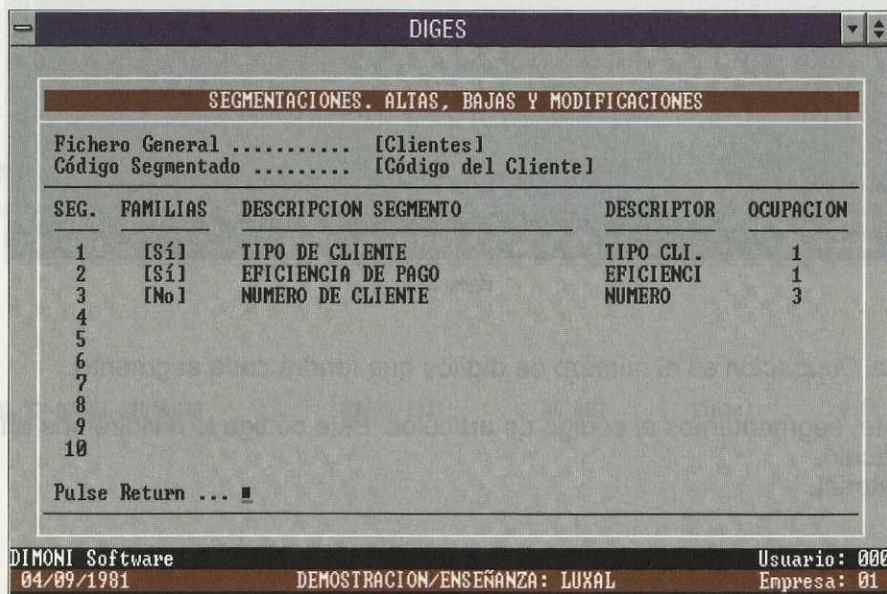 DIGES
SEGMENTACIONES. ALTAS, BAJAS Y MODIFICACIONES
Fichero General ........... [Clientes]
Código Segmentado ......... [Código del Cliente]
SEG. FAMILIAS DESCRIPCION SEGMENTO DESCRIPTOR OCUPACION
1 [Sí] TIPO DE CLIENTE TIPO CLI. 1
2 [Sí] EFICIENCIA DE PAGO EFICIENCI 1
3 [No] NUMERO DE CLIENTE NUMERO 3
4
5
6
7
8
9
10
Pulse Return ...
DIMONI Software Usuario: 000
04/09/1981 DEMOSTRACION/ENSEÑANZA: LUXAL Empresa: 01